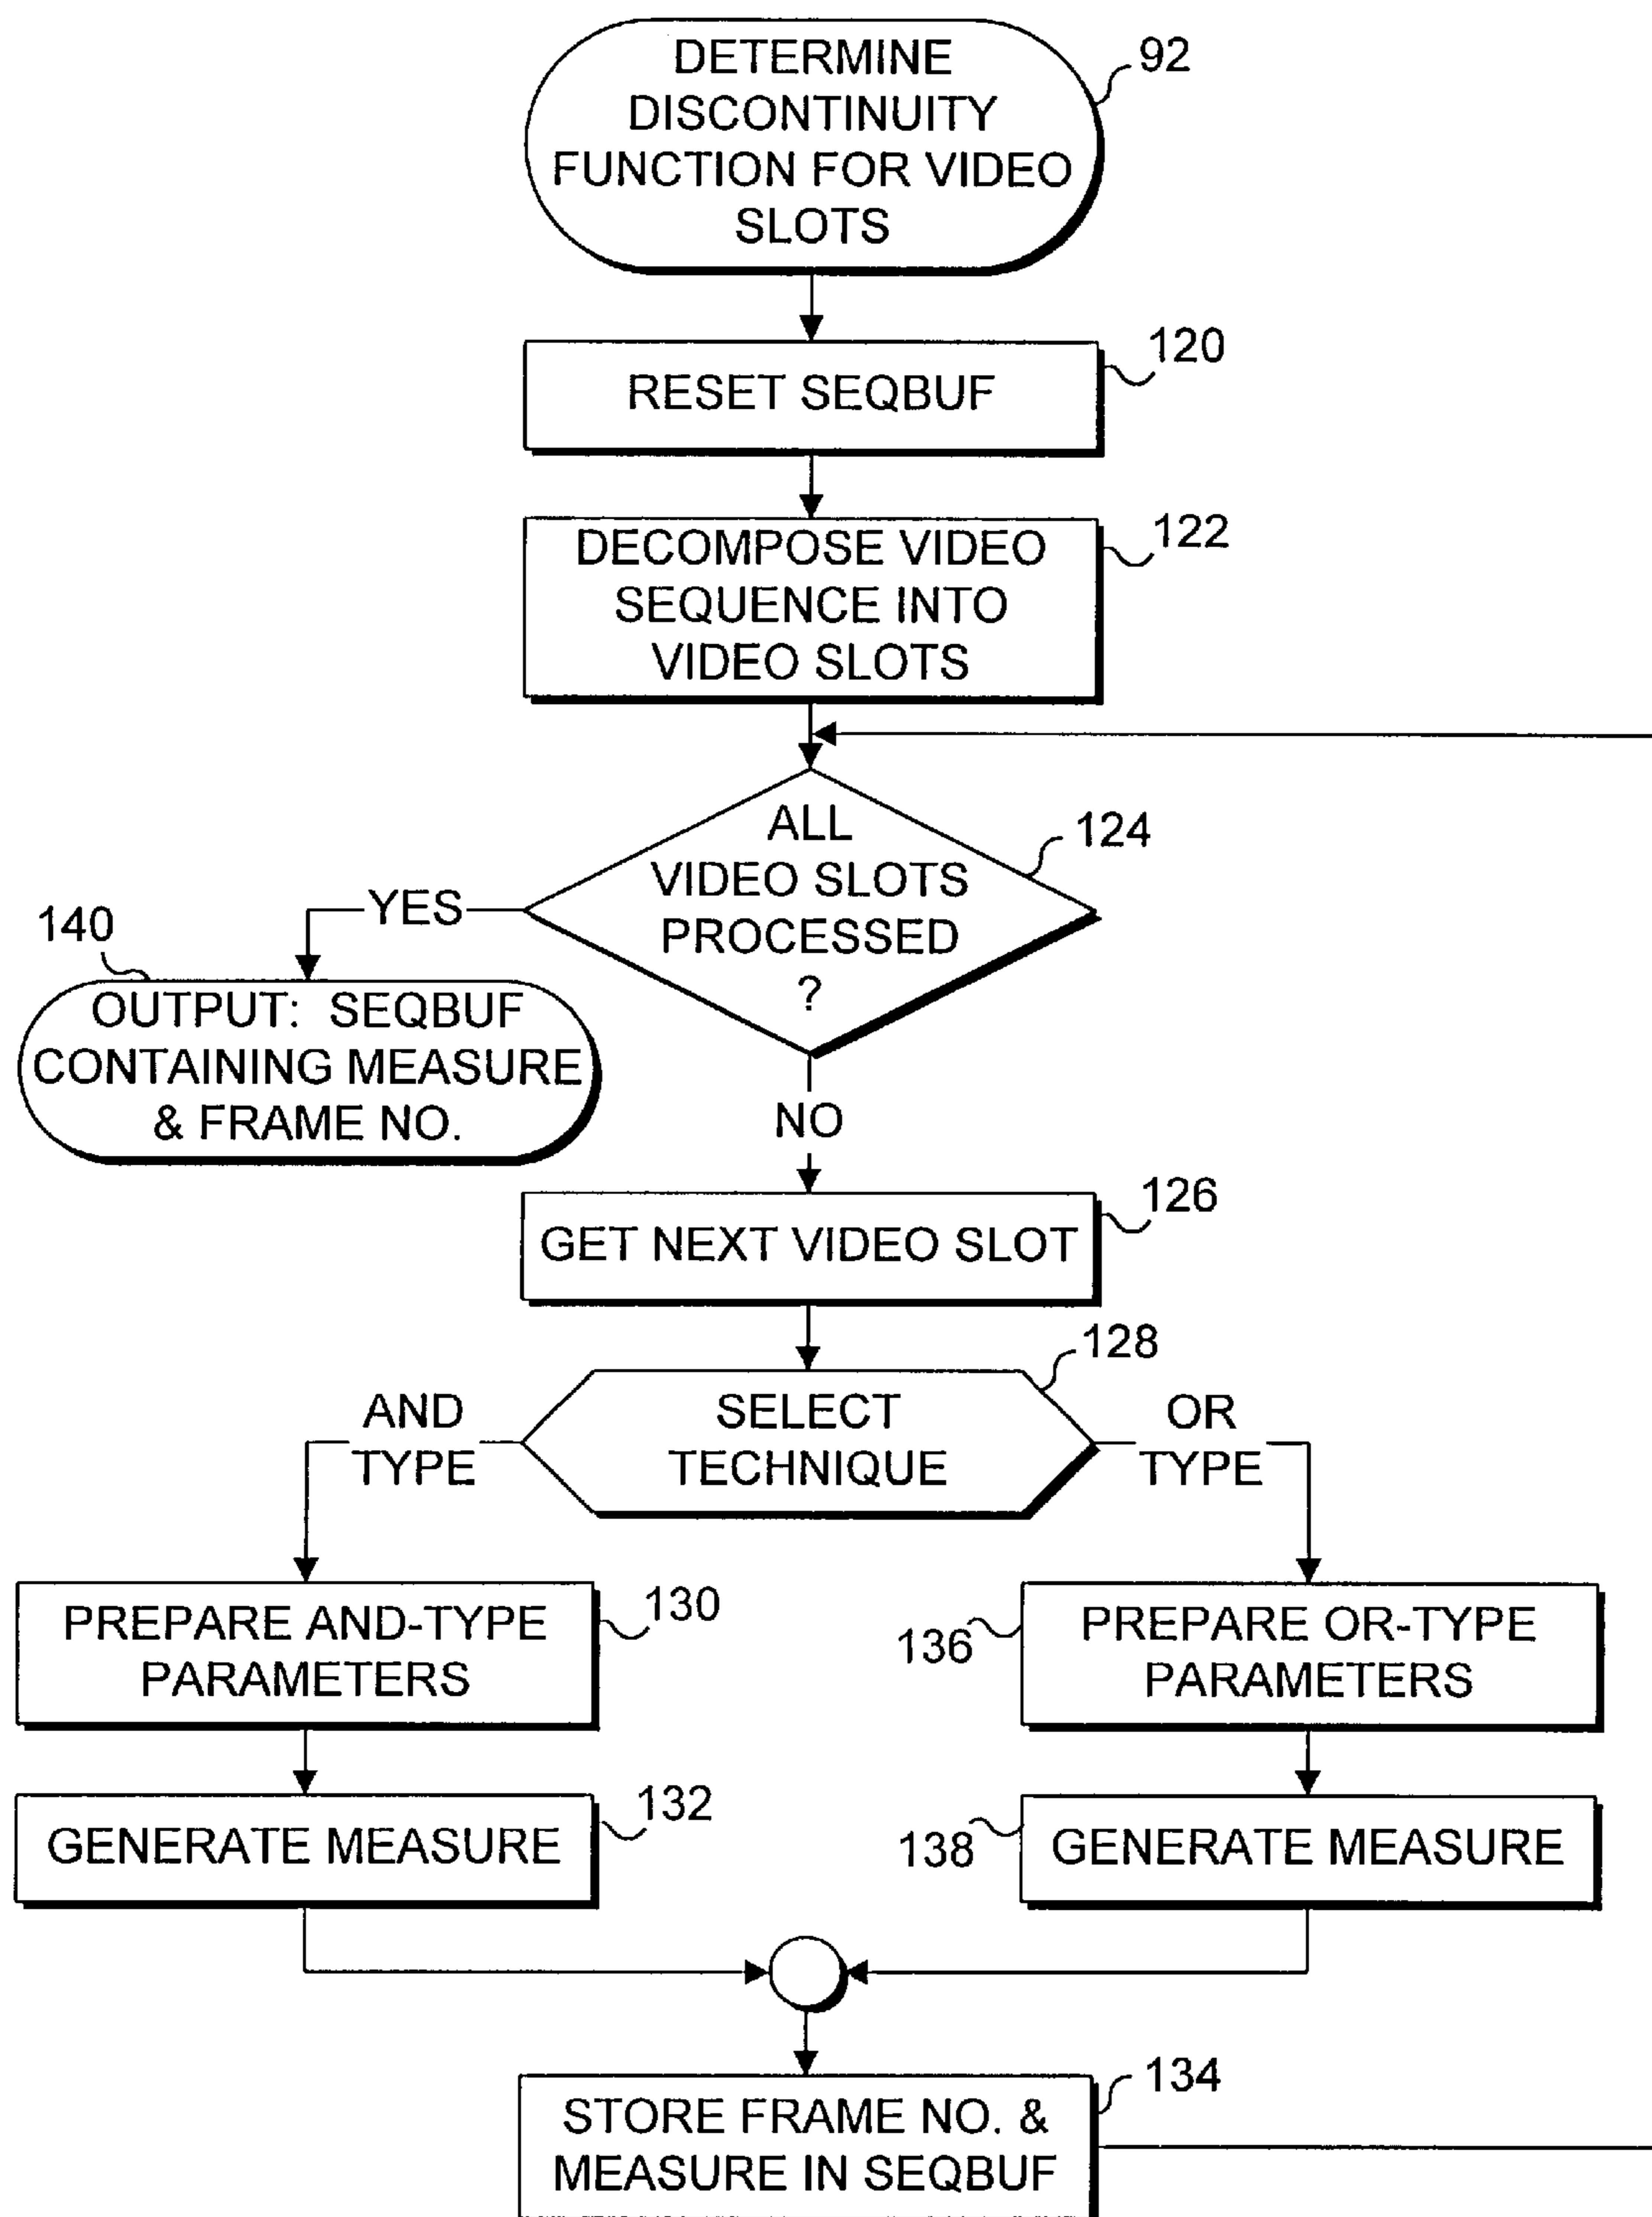 DETERMINE
DISCONTINUITY
FUNCTION FOR VIDEO
SLOTS
92
RESET SEQBUF
120
DECOMPOSE VIDEO
SEQUENCE INTO
VIDEO SLOTS
122
ALL
VIDEO SLOTS
PROCESSED
?
124
YES
140
OUTPUT: SEQBUF
CONTAINING MEASURE
& FRAME NO.
NO
GET NEXT VIDEO SLOT
126
SELECT
TECHNIQUE
128
AND
TYPE
OR
TYPE
PREPARE AND-TYPE
PARAMETERS
130
136
PREPARE OR-TYPE
PARAMETERS
GENERATE MEASURE
132
138
GENERATE MEASURE
STORE FRAME NO. &
MEASURE IN SEQBUF
134